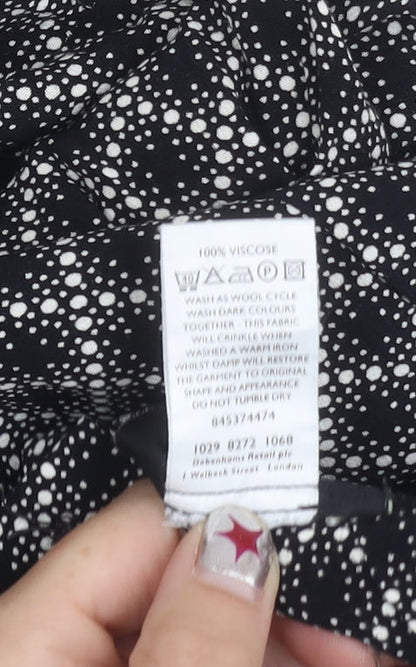 100% VISCOSE
40 P
WASH AS WOOL CYCLE
WASH DARK COLOURS
TOGETHER - THIS FABRIC
WILL CRINKLE WHEN
WASHED A WARM IRON
WHILST DAMP WILL RESTORE
THE GARMENT TO ORIGINAL
SHAPE AND APPEARANCE
DO NOT TUMBLE DRY
845374474
1029 8272 1068
Debenhams Retail plc
1 Welbeck Street London